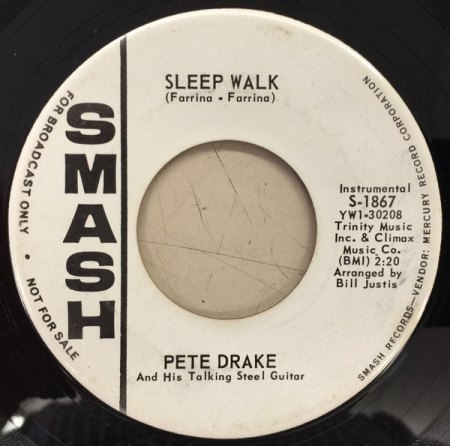 SLEEP WALK
(Farrina - Farrina)
SMASH
FOR BROADCAST ONLY
• NOT FOR SALE
Instrumental
S-1867
YW1-30208
Trinity Music
Inc. & Climax
Music Co.
(BMI) 2:20
Arranged by
Bill Justis
SMASH RECORDS—VENDOR: MERCURY RECORD CORPORATION
PETE DRAKE
And His Talking Steel Guitar